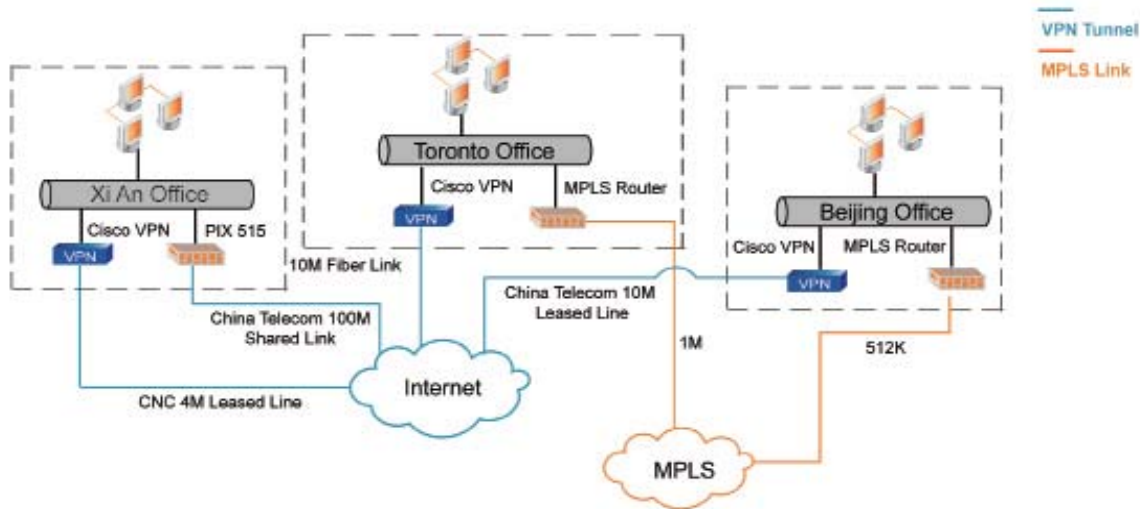 VPN Tunnel
MPLS Link
Xi An Office
Cisco VPN
PIX 515
VPN
China Telecom 100M
Shared Link
CNC 4M Leased Line
Toronto Office
Cisco VPN
MPLS Router
VPN
10M Fiber Link
Internet
China Telecom 10M
Leased Line
1M
MPLS
Beijing Office
Cisco VPN
MPLS Router
VPN
512K